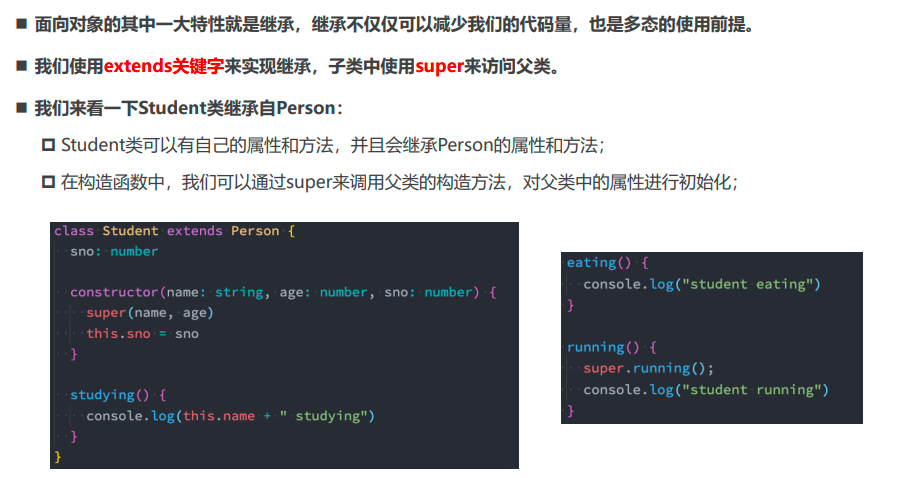 ■ 面向对象的其中一大特性就是继承，继承不仅仅可以减少我们的代码量，也是多态的使用前提。
■ 我们使用extends关键字来实现继承，子类中使用super来访问父类。
■ 我们来看一下Student类继承自Person：
Student类可以有自己的属性和方法，并且会继承Person的属性和方法；
在构造函数中，我们可以通过super来调用父类的构造方法，对父类中的属性进行初始化；
class Student extends Person {
  sno: number
  constructor(name: string, age: number, sno: number) {
    super(name, age)
    this.sno = sno
  }
  studying() {
    console.log(this.name + " studying")
  }
}
eating() {
  console.log("student eating")
}
running() {
  super.running();
  console.log("student running")
}